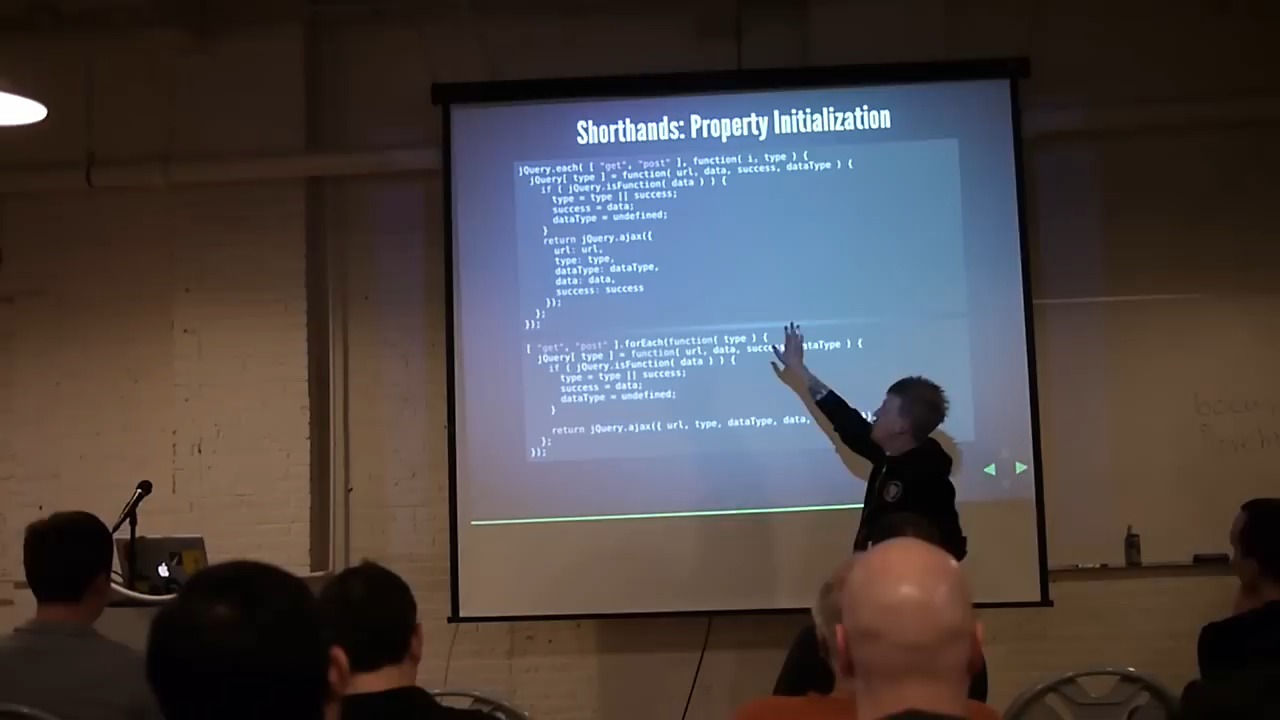 Shorthands: Property Initialization
jQuery.each( [ "get", "post" ], function( i, type ) {
jQuery[ type ] = function( url, data, success, dataType ) {
if ( jQuery.isFunction( data ) ) {
type = type || success;
success = data;
dataType = undefined;
}
return jQuery.ajax({
url: url,
type: type,
dataType: dataType,
data: data,
success: success
});
};
});
[ "get", "post" ].forEach(function( type ) {
jQuery[ type ] = function( url, data, dataType ) {
if ( jQuery.isFunction( data ) ) {
type = type || success;
success = data;
dataType = undefined;
}
return jQuery.ajax({ url, type, dataType, data, });
};
});